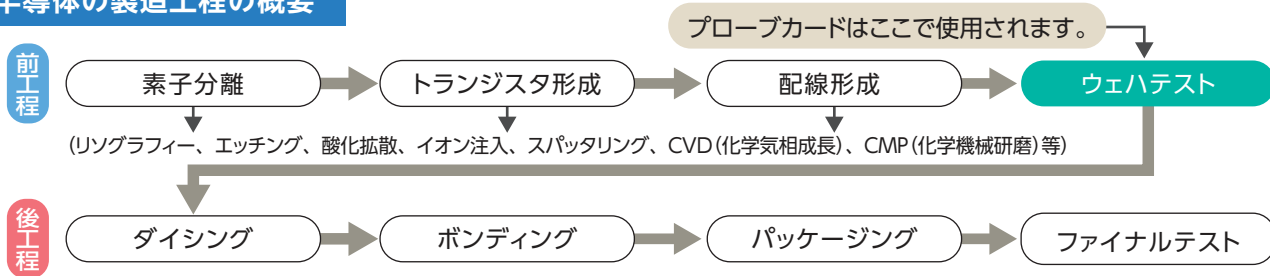 半導体の製造工程の概要
プローブカードはここで使用されます。
前工程
素子分離
トランジスタ形成
配線形成
ウェハテスト
(リソグラフィー、エッチング、酸化拡散、イオン注入、スパッタリング、CVD(化学気相成長)、CMP(化学機械研磨)等)
後工程
ダイシング
ボンディング
パッケージング
ファイナルテスト